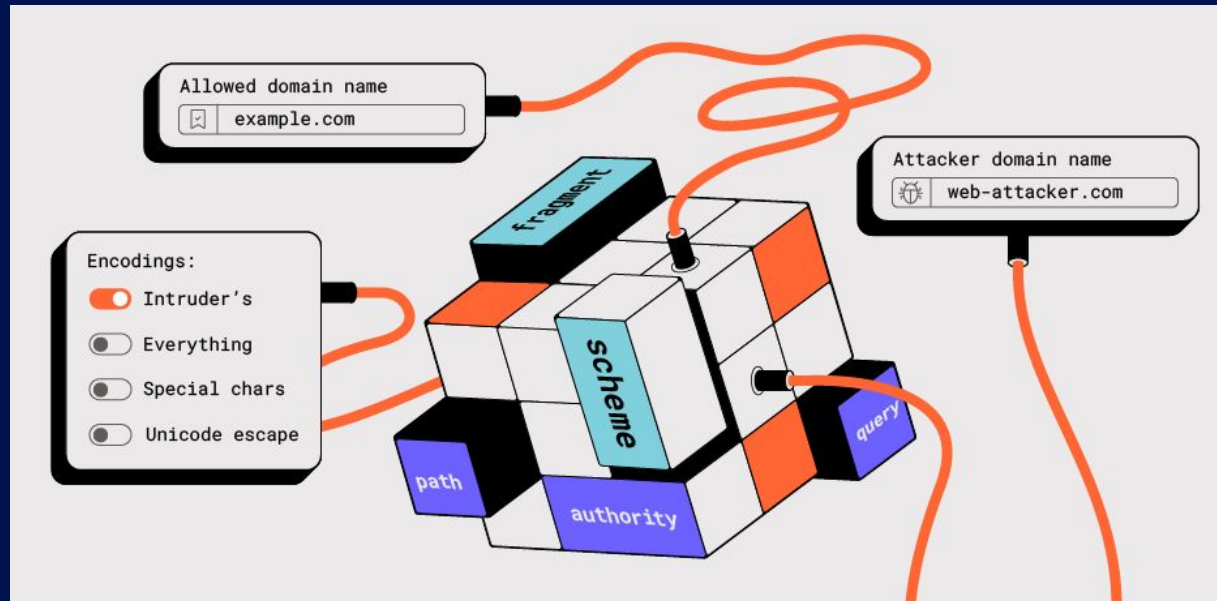 Allowed domain name
example.com
Attacker domain name
web-attacker.com
Encodings:
Intruder's
Everything
Special chars
Unicode escape
fragment
scheme
path
authority
query